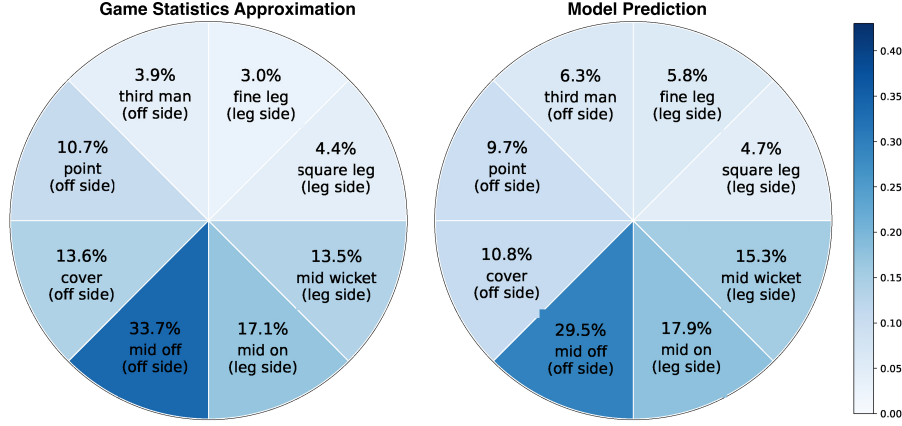 Game Statistics Approximation
3.9%
third man
(off side)
3.0%
fine leg
(leg side)
10.7%
point
(off side)
4.4%
square leg
(leg side)
13.6%
cover
(off side)
13.5%
mid wicket
(leg side)
33.7%
mid off
(off side)
17.1%
mid on
(leg side)
Model Prediction
6.3%
third man
(off side)
5.8%
fine leg
(leg side)
9.7%
point
(off side)
4.7%
square leg
(leg side)
10.8%
cover
(off side)
15.3%
mid wicket
(leg side)
29.5%
mid off
(off side)
17.9%
mid on
(leg side)
0.40
0.35
0.30
0.25
0.20
0.15
0.10
0.05
0.00